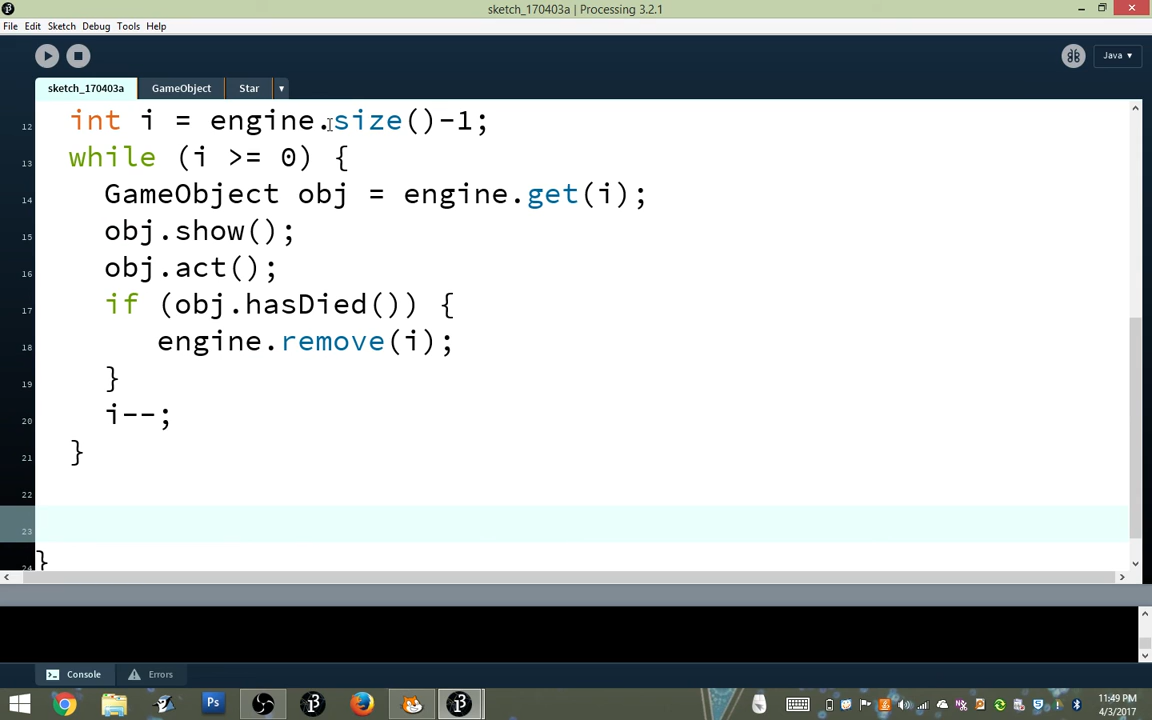 sketch_170403a | Processing 3.2.1
File Edit Sketch Debug Tools Help
Java ▾
sketch_170403a GameObject Star ▾
12 int i = engine.size()-1;
13 while (i >= 0) {
14 GameObject obj = engine.get(i);
15 obj.show();
16 obj.act();
17 if (obj.hasDied()) {
18 engine.remove(i);
19 }
20 i--;
21 }
22
23
24 }
Console Errors
Ps
11:49 PM
4/3/2017